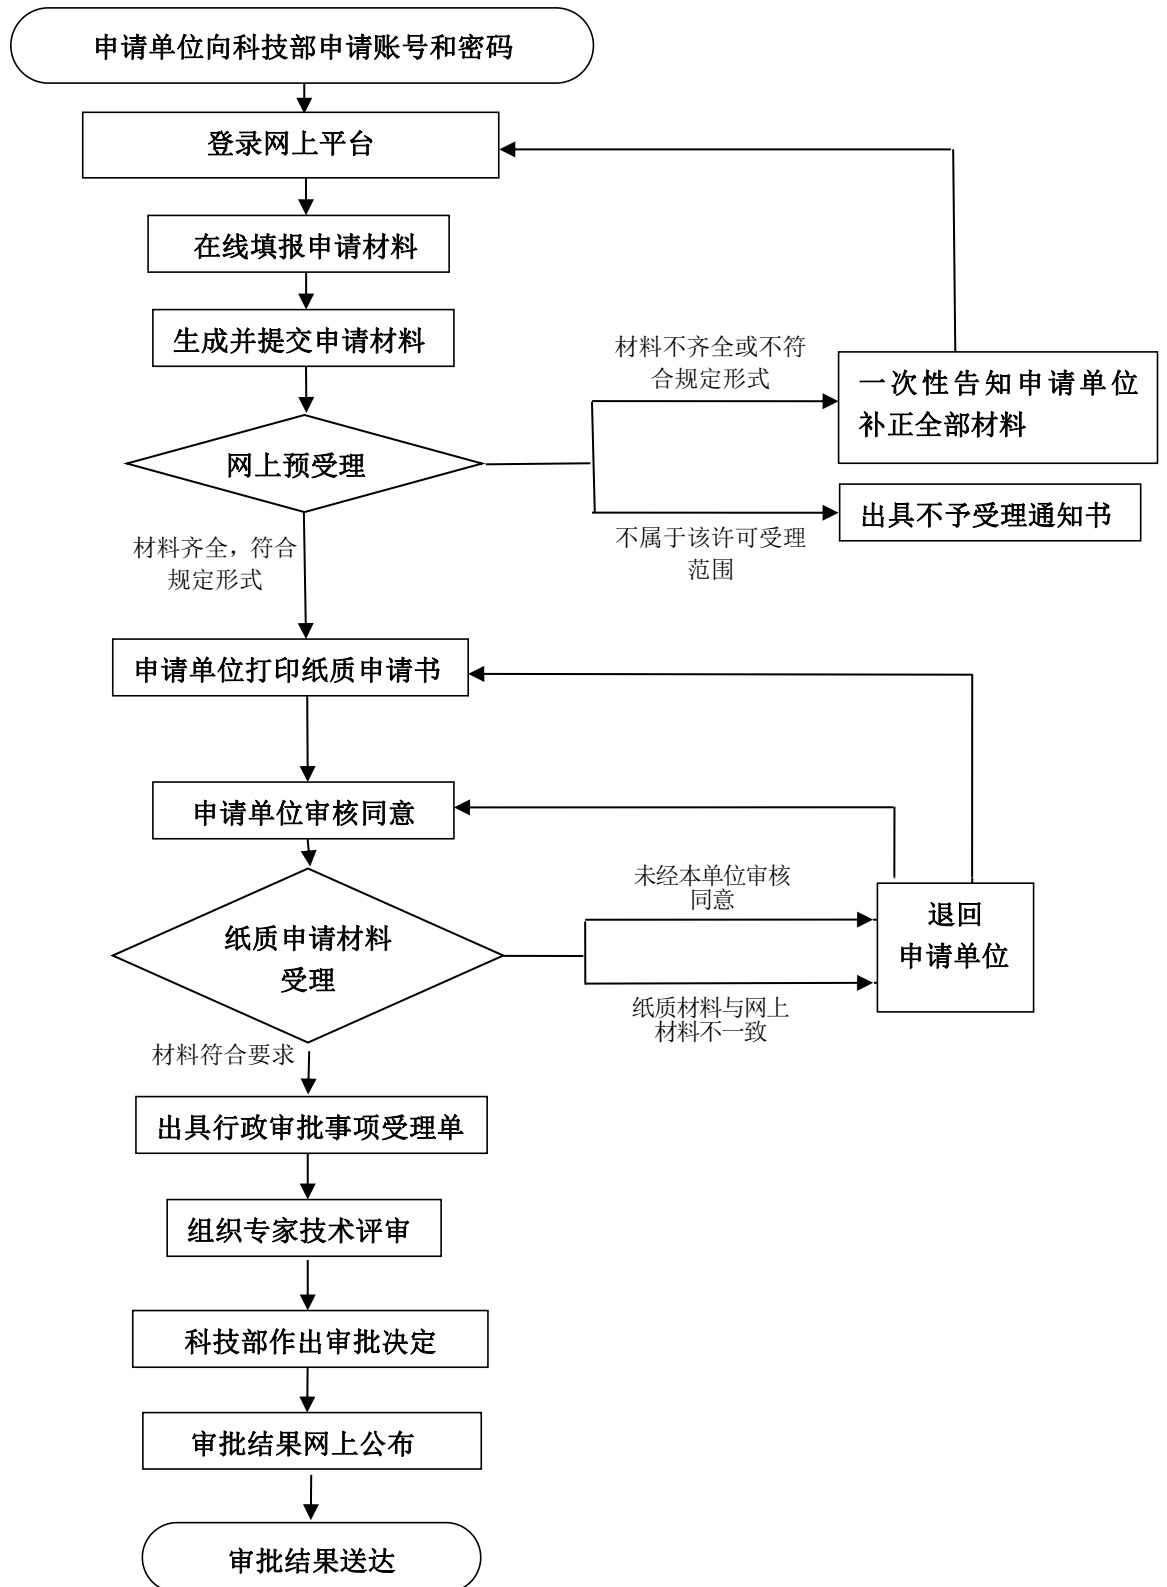 申请单位向科技部申请账号和密码
登录网上平台
在线填报申请材料
生成并提交申请材料
材料不齐全或不符
合规定形式
一次性告知申请单位
补正全部材料
网上预受理
出具不予受理通知书
不属于该许可受理
范围
材料齐全，符合
规定形式
申请单位打印纸质申请书
申请单位审核同意
未经本单位审核
同意
退回
申请单位
纸质申请材料
受理
纸质材料与网上
材料不一致
材料符合要求
出具行政审批事项受理单
组织专家技术评审
科技部作出审批决定
审批结果网上公布
审批结果送达